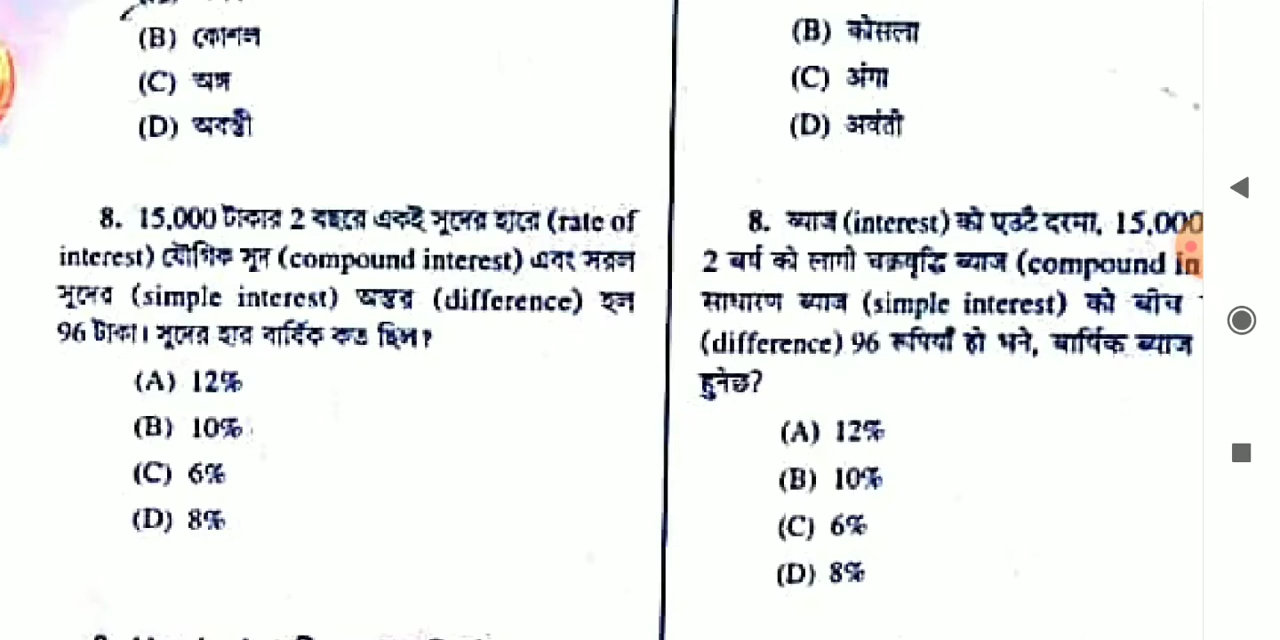 (B) কোশল
(C) অঙ্গ
(D) অবন্তী
8. 15,000 টাকার 2 বছরে একই সুদের হারে (rate of
interest) যৌগিক সুদ (compound interest) এবং সরল
সুদের (simple interest) অন্তর (difference) হল
96 টাকা। সুদের হার বার্ষিক কত ছিল?
(A) 12%
(B) 10%
(C) 6%
(D) 8%
(B) कोसला
(C) अंगा
(D) अवंती
8. ब्याज (interest) को एउटै दरमा, 15,000
2 बर्ष को लागी चक्रवृद्धि ब्याज (compound in
साधारण ब्याज (simple interest) को बीच
(difference) 96 रूपियाँ हो भने, बार्षिक ब्याज
हुनेछ?
(A) 12%
(B) 10%
(C) 6%
(D) 8%